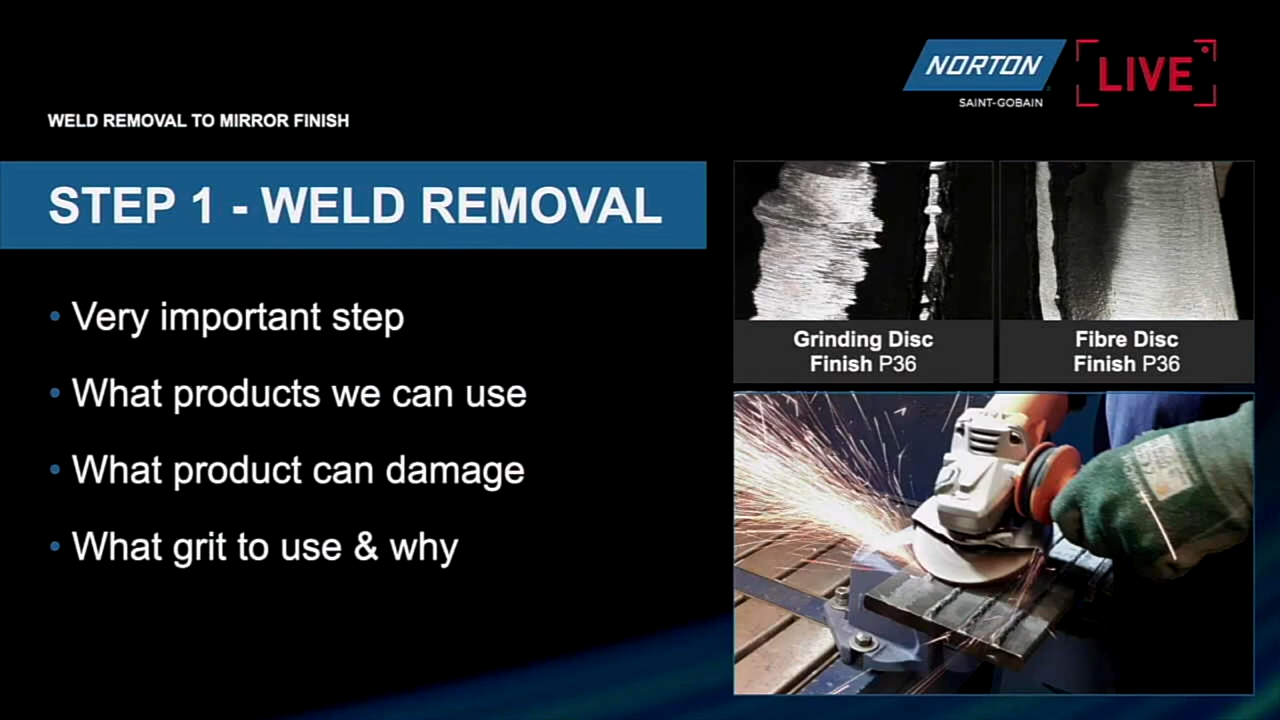 NORTON
SAINT-GOBAIN
LIVE
WELD REMOVAL TO MIRROR FINISH
STEP 1 - WELD REMOVAL
• Very important step
• What products we can use
• What product can damage
• What grit to use & why
Grinding Disc
Finish P36
Fibre Disc
Finish P36